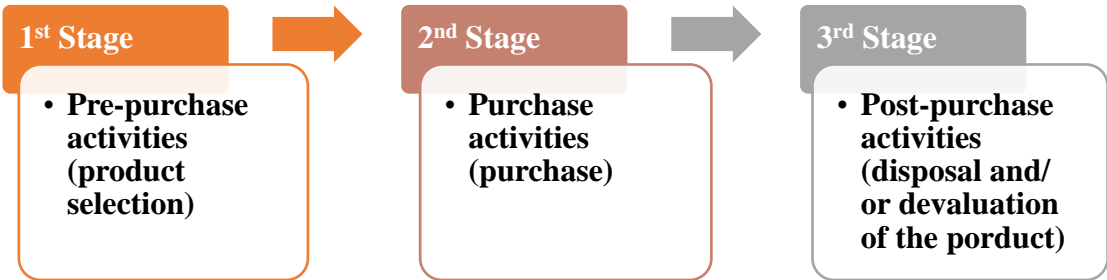 1st Stage
• Pre-purchase
activities
(product
selection)
2nd Stage
• Purchase
activities
(purchase)
3rd Stage
• Post-purchase
activities
(disposal and/
or devaluation
of the porduct)